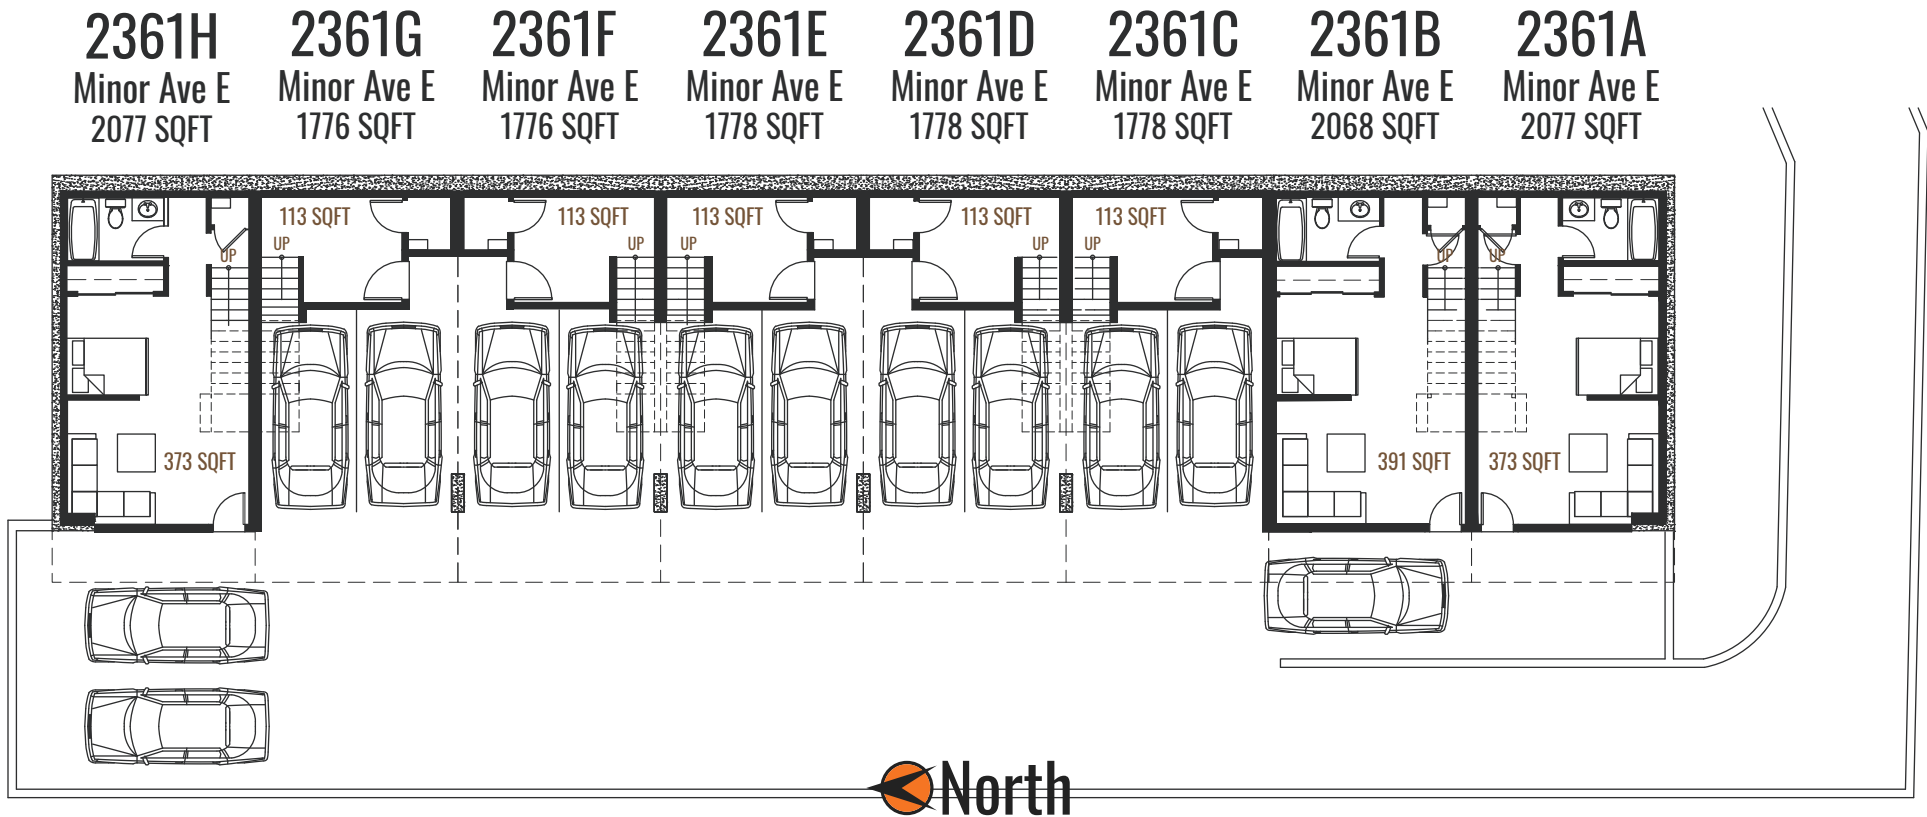 2361H
Minor Ave E
2077 SQFT
2361G
Minor Ave E
1776 SQFT
2361F
Minor Ave E
1776 SQFT
2361E
Minor Ave E
1778 SQFT
2361D
Minor Ave E
1778 SQFT
2361C
Minor Ave E
1778 SQFT
2361B
Minor Ave E
2068 SQFT
2361A
Minor Ave E
2077 SQFT
113 SQFT
113 SQFT
113 SQFT
113 SQFT
113 SQFT
UP
UP
UP
UP
UP
UP
UP
UP
373 SQFT
391 SQFT
373 SQFT
North